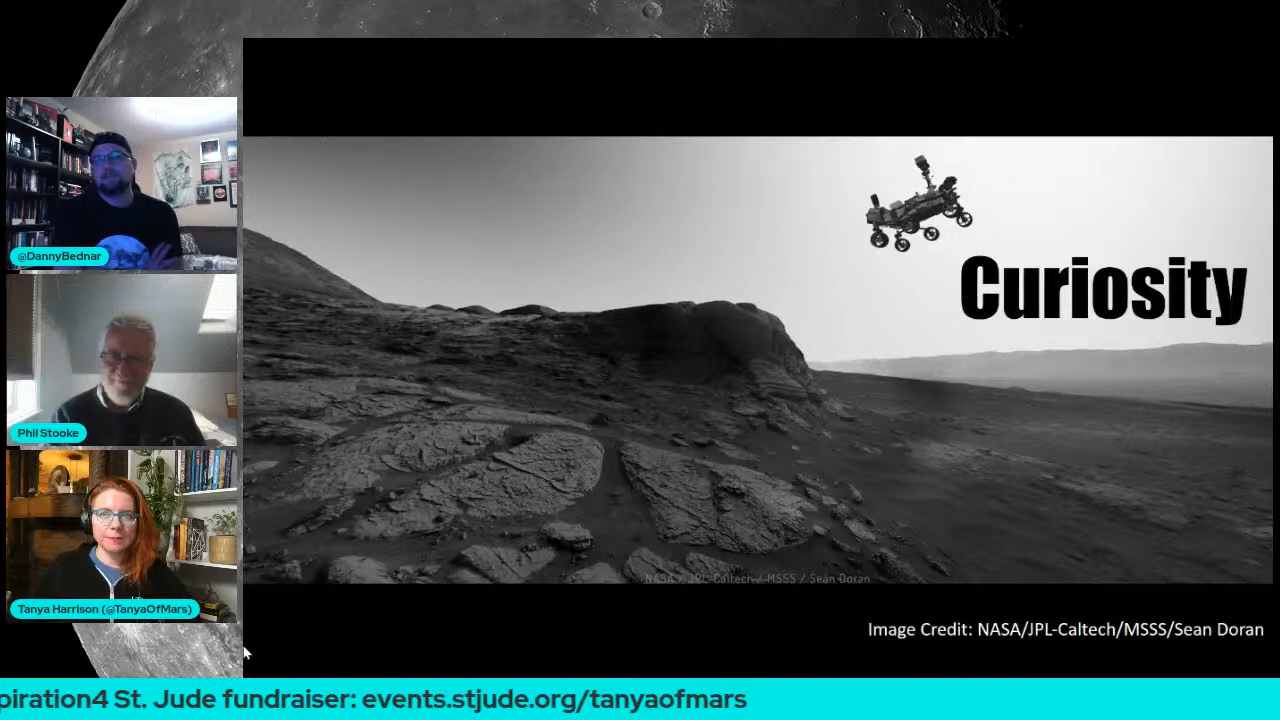 @DannyBednar
Phil Stooke
Tanya Harrison (@TanyaOfMars)
Curiosity
NASA / JPL-Caltech / MSSS / Seán Doran
Image Credit: NASA/JPL-Caltech/MSSS/Sean Doran
piration4 St. Jude fundraiser: events.stjude.org/tanyaofmars